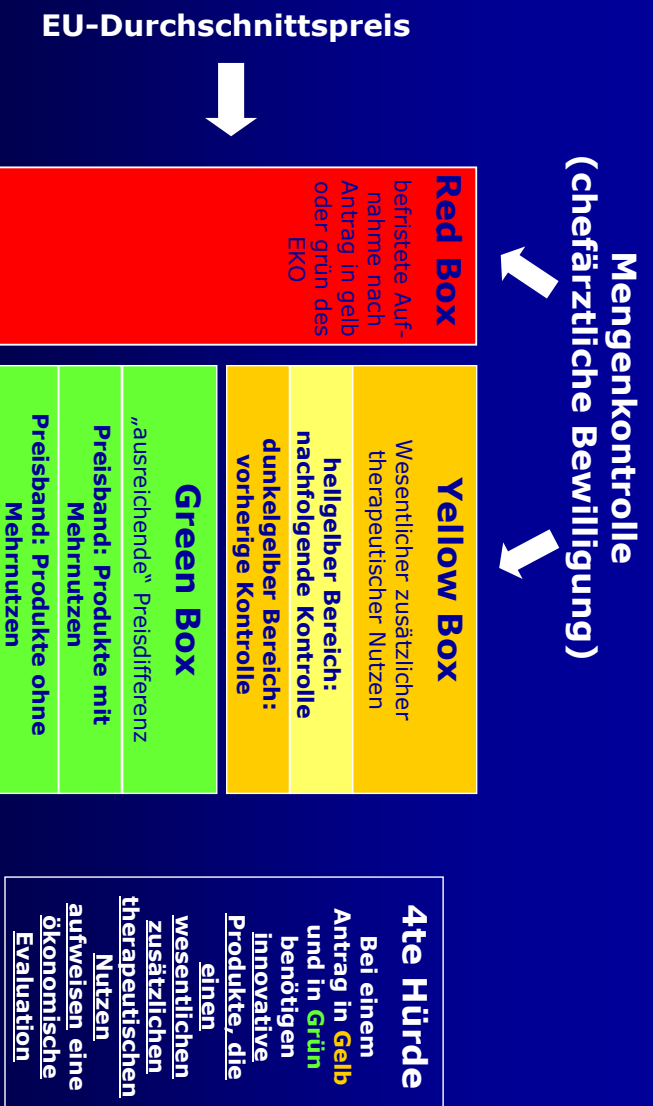 Mengenkontrolle
(chefärztliche Bewilligung)
EU-Durchschnittspreis
Red Box
befristete Auf-
nahme nach
Antrag in gelb
oder grün des
EKO
Yellow Box
Wesentlicher zusätzlicher
therapeutischer Nutzen
hellgelber Bereich:
nachfolgende Kontrolle
dunkelgelber Bereich:
vorherige Kontrolle
Green Box
„ausreichende“ Preisdifferenz
Preisband: Produkte mit
Mehrnutzen
Preisband: Produkte ohne
Mehrnutzen
4te Hürde
Bei einem
Antrag in Gelb
und in Grün
benötigen
innovative
Produkte, die
einen
wesentlichen
zusätzlichen
therapeutischen
Nutzen
aufweisen eine
ökonomische
Evaluation